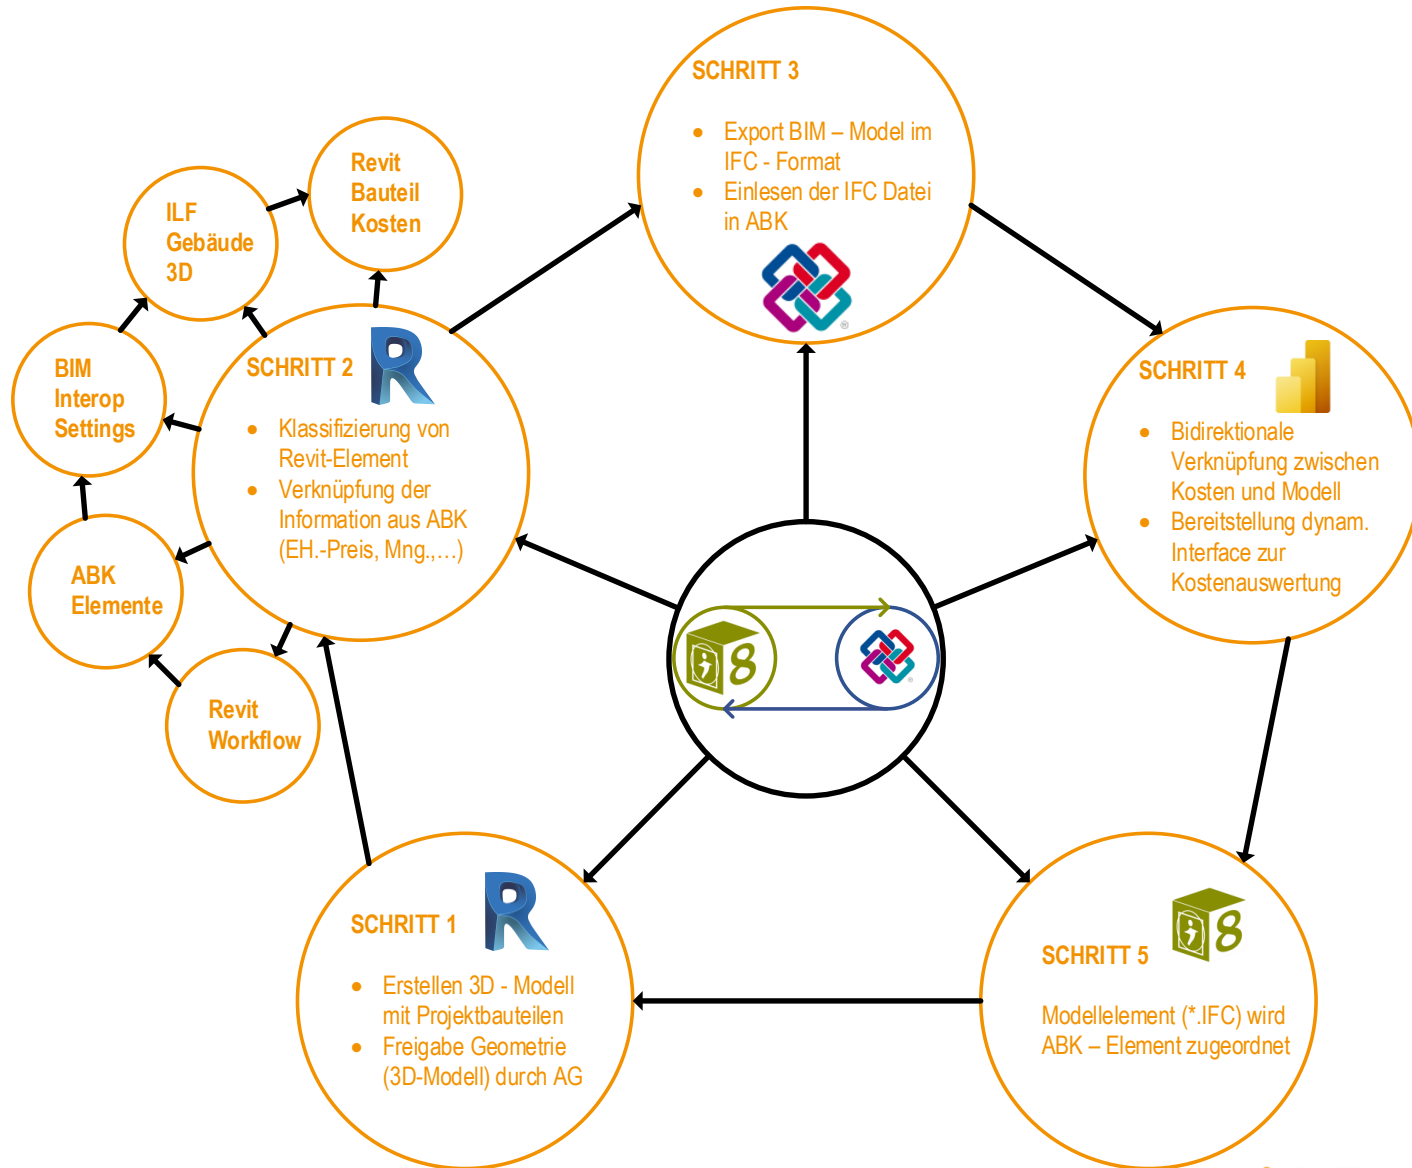 SCHRITT 3
• Export BIM – Model im
IFC - Format
• Einlesen der IFC Datei
in ABK
Revit
Bauteil
Kosten
ILF
Gebäude
3D
BIM
Interop
Settings
ABK
Elemente
Revit
Workflow
SCHRITT 2
• Klassifizierung von
Revit-Element
• Verknüpfung der
Information aus ABK
(EH.-Preis, Mng.,…)
SCHRITT 4
• Bidirektionale
Verknüpfung zwischen
Kosten und Modell
• Bereitstellung dynam.
Interface zur
Kostenauswertung
8
SCHRITT 1
• Erstellen 3D - Modell
mit Projektbauteilen
• Freigabe Geometrie
(3D-Modell) durch AG
8
SCHRITT 5
Modellelement (*.IFC) wird
ABK – Element zugeordnet